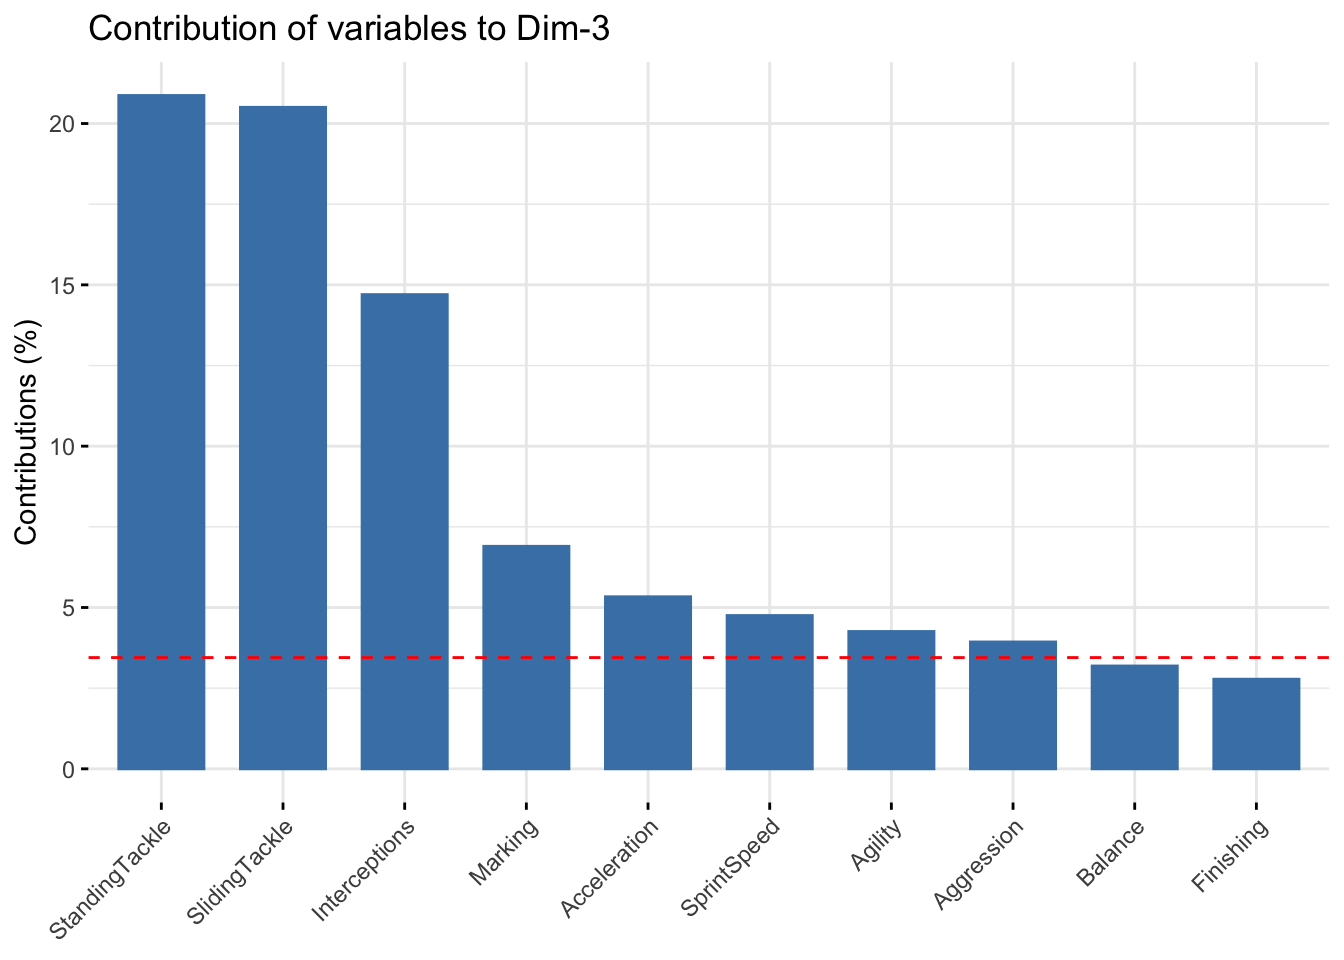 Contribution of variables to Dim-3
Contributions (%)
20
15
10
5
0
StandingTackle
SlidingTackle
Interceptions
Marking
Acceleration
SprintSpeed
Agility
Aggression
Balance
Finishing